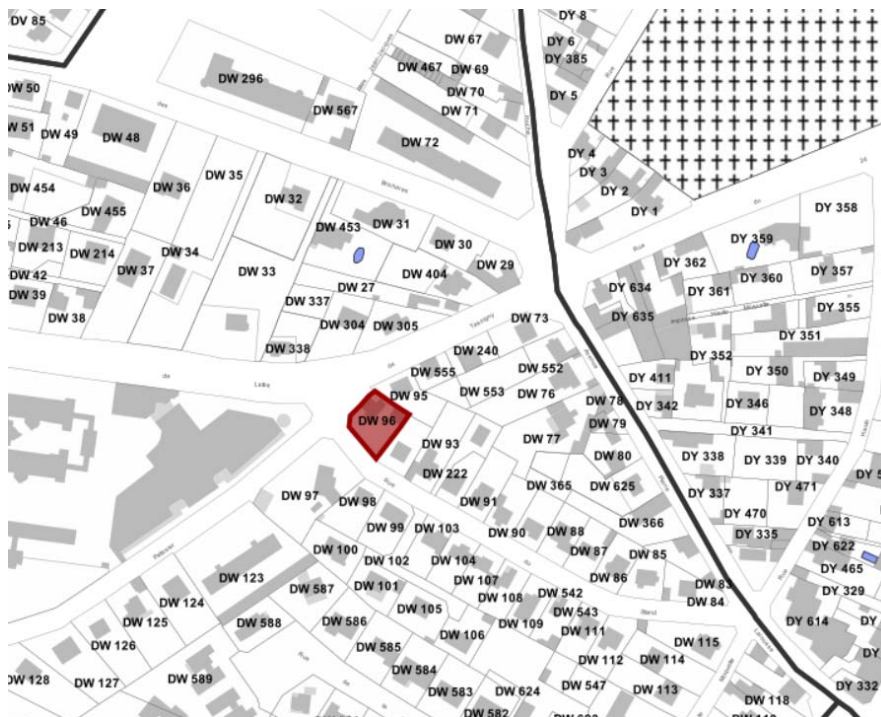 DV 85
DW 67
DY 8
DY 6
DW 296
DW 467
DW 69
DY 385
DW 50
DW 70
DW 567
DW 71
DY 5
Rue
DW 51
DW 49
DW 48
des
DW 72
DY 4
DY 3
DW 454
DW 36
DW 35
Brichères
DY 2
DW 455
DW 32
DW 31
DY 1
DY 358
DW 46
DW 453
DW 213
DW 214
DW 34
DW 30
Rue
DY 359
DW 42
DW 37
DW 33
DW 404
DW 29
DY 362
DY 357
DW 39
DW 27
DY 634
DY 360
DY 361
DW 38
DW 337
DY 635
DY 355
DW 304
DW 305
Tassigny
DW 73
DY 351
DW 338
DW 240
DY 352
de
Lattre
de
DW 555
DW 552
DY 411
DY 350
DY 349
DW 95
DW 553
DW 76
DW 78
DY 342
DY 346
DY 348
DW 96
DW 79
DY 341
DW 93
DW 77
DW 80
DY 338
DY 339
DY 340
DW 222
DW 365
DW 625
DY 337
DY 471
DW 97
DW 98
Rue
DW 91
DY 470
DY 613
DW 99
DW 103
DW 90
DW 88
DW 366
DY 335
DY 622
DW 100
DW 102
DW 104
DW 87
DW 85
DY 465
DW 123
DW 587
DW 101
DW 107
DW 86
DW 83
Rue
DY 329
DW 124
DW 108
DW 542
DW 84
DW 125
DW 588
DW 586
DW 105
DW 109
DW 543
DY 614
DW 126
DW 106
DW 111
DW 115
DW 585
DW 112
DW 114
DW 128
DW 127
DW 589
Rue
DW 584
DW 547
DW 113
DY 332
DW 583
DW 624
DW 118
DW 582